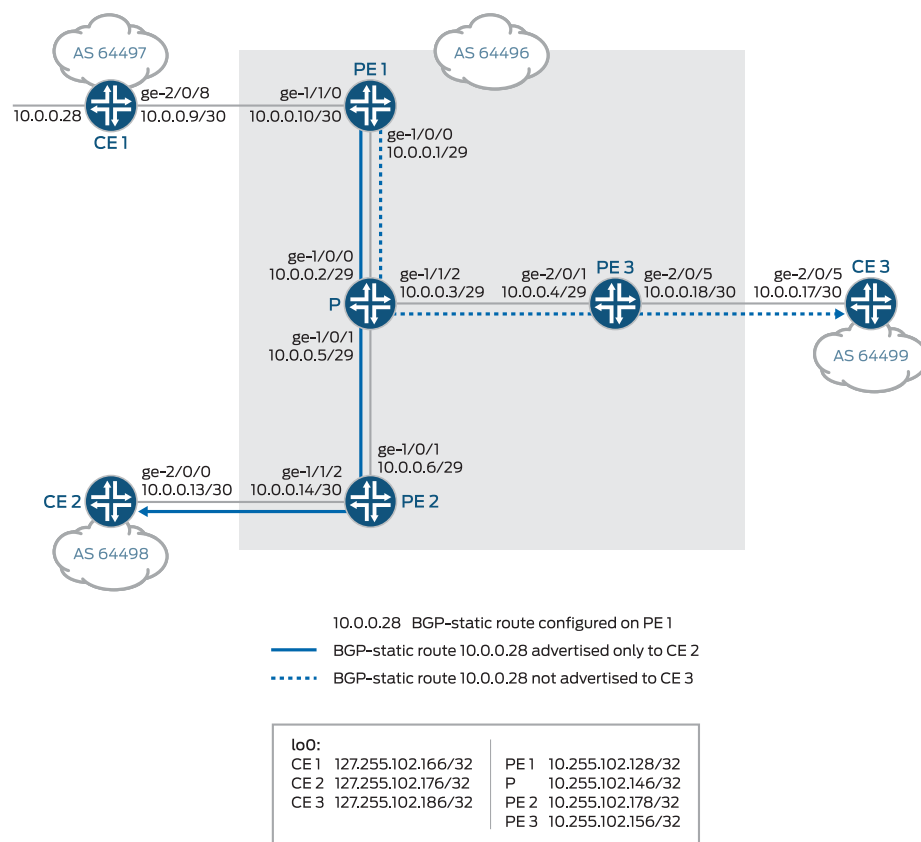 AS 64497
AS 64496
PE 1
ge-2/0/8
ge-1/1/0
10.0.0.28
10.0.0.9/30
10.0.0.10/30
CE 1
ge-1/0/0
10.0.0.1/29
ge-1/0/0
10.0.0.2/29
P
ge-1/1/2
10.0.0.3/29
ge-2/0/1
10.0.0.4/29
PE 3
ge-2/0/5
10.0.0.18/30
ge-2/0/5
10.0.0.17/30
CE 3
AS 64499
ge-1/0/1
10.0.0.5/29
ge-1/0/1
10.0.0.6/29
ge-2/0/0
10.0.0.13/30
ge-1/1/2
10.0.0.14/30
CE 2
PE 2
AS 64498
10.0.0.28 BGP-static route configured on PE 1
BGP-static route 10.0.0.28 advertised only to CE 2
BGP-static route 10.0.0.28 not advertised to CE 3
lo0:
CE 1 127.255.102.166/32
CE 2 127.255.102.176/32
CE 3 127.255.102.186/32
PE 1 10.255.102.128/32
P 10.255.102.146/32
PE 2 10.255.102.178/32
PE 3 10.255.102.156/32